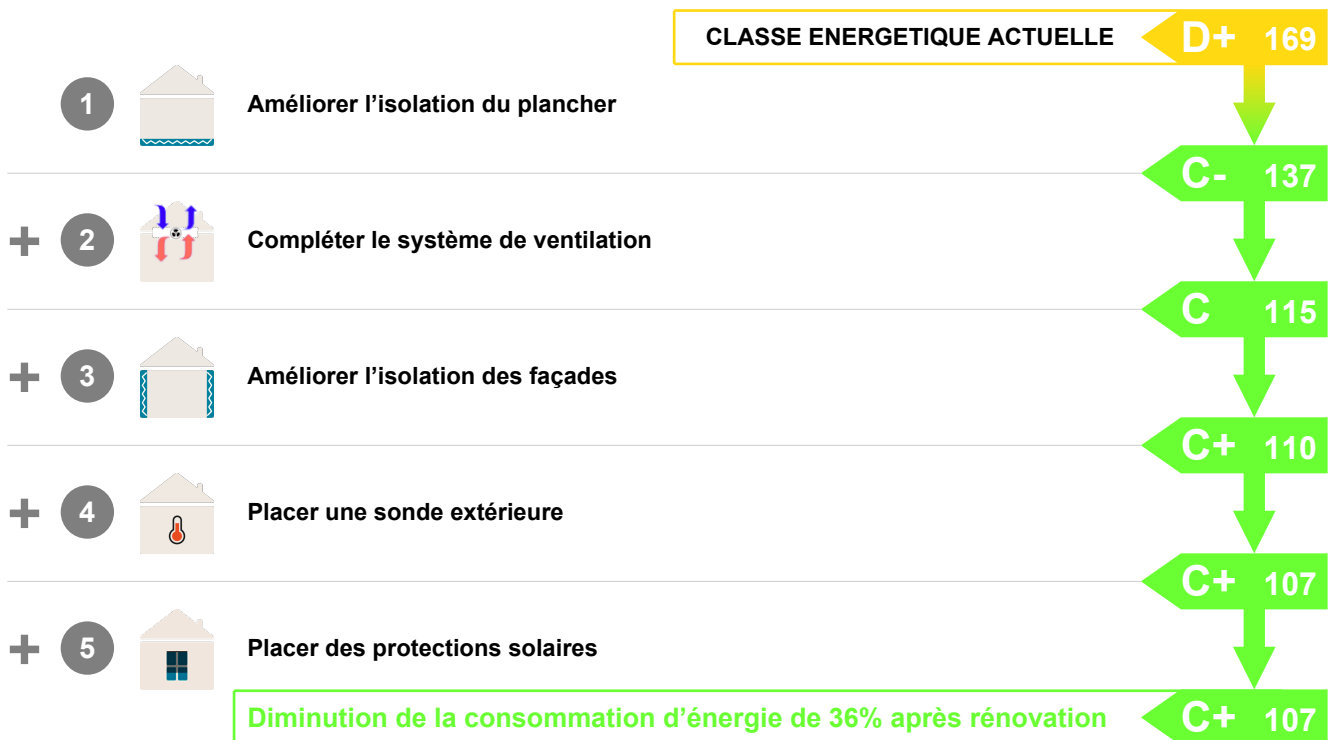 CLASSE ENERGETIQUE ACTUELLE D+ 169
1 Améliorer l’isolation du plancher
C- 137
+ 2 Compléter le système de ventilation
C 115
+ 3 Améliorer l’isolation des façades
C+ 110
+ 4 Placer une sonde extérieure
C+ 107
+ 5 Placer des protections solaires
Diminution de la consommation d’énergie de 36% après rénovation C+ 107